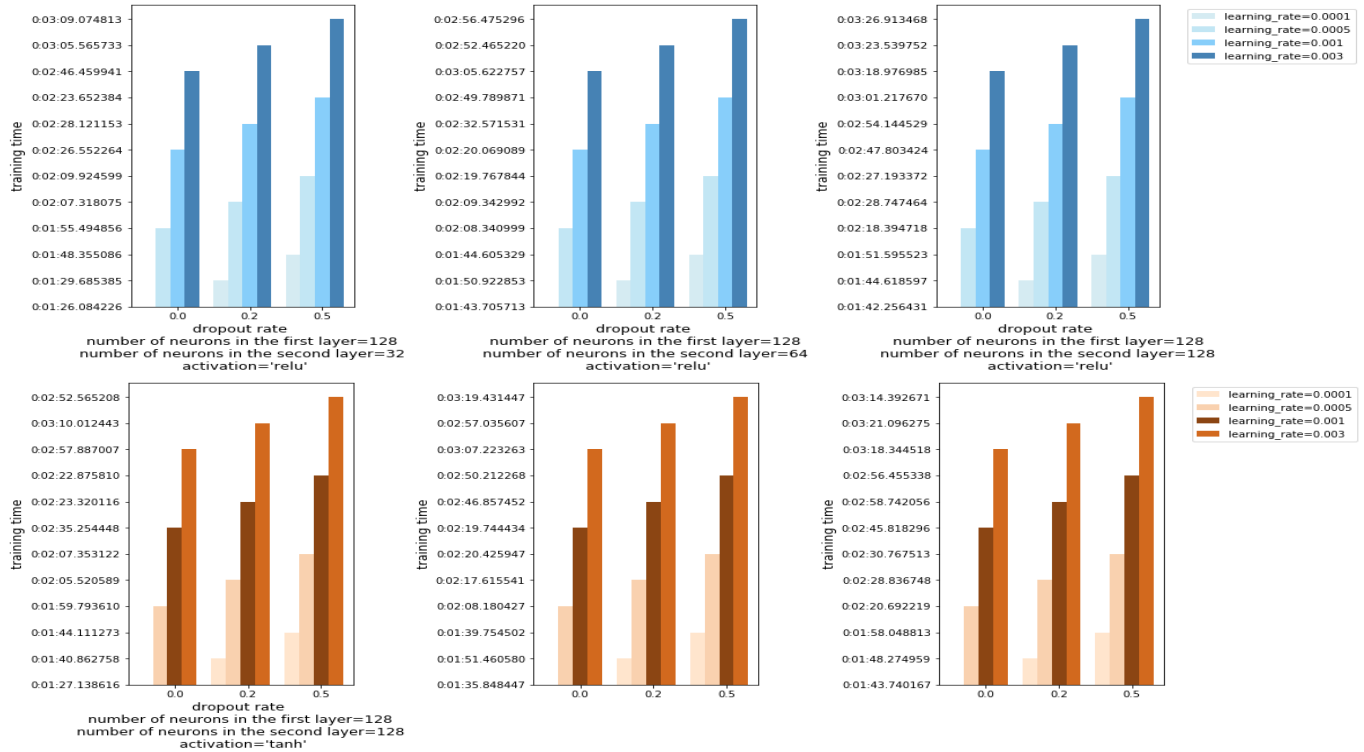 0:03:09.074813
0:03:05.565733
0:02:46.459941
0:02:23.652384
0:02:28.121153
0:02:26.552264
0:02:09.924599
0:02:07.318075
0:01:55.494856
0:01:48.355086
0:01:29.685385
0:01:26.084226
training time
0.0 0.2 0.5
dropout rate
number of neurons in the first layer=128
number of neurons in the second layer=32
activation='relu'
0:02:56.475296
0:02:52.465220
0:03:05.622757
0:02:49.789871
0:02:32.571531
0:02:20.069089
0:02:19.767844
0:02:09.342992
0:02:08.340999
0:01:44.605329
0:01:50.922853
0:01:43.705713
training time
0.0 0.2 0.5
dropout rate
number of neurons in the first layer=128
number of neurons in the second layer=64
activation='relu'
0:03:26.913468
0:03:23.539752
0:03:18.976985
0:03:01.217670
0:02:54.144529
0:02:47.803424
0:02:27.193372
0:02:28.747464
0:02:18.394718
0:01:51.595523
0:01:44.618597
0:01:42.256431
training time
0.0 0.2 0.5
dropout rate
number of neurons in the first layer=128
number of neurons in the second layer=128
activation='relu'
learning_rate=0.0001
learning_rate=0.0005
learning_rate=0.001
learning_rate=0.003
0:02:52.565208
0:03:10.012443
0:02:57.887007
0:02:22.875810
0:02:23.320116
0:02:35.254448
0:02:07.353122
0:02:05.520589
0:01:59.793610
0:01:44.111273
0:01:40.862758
0:01:27.138616
training time
0.0 0.2 0.5
dropout rate
number of neurons in the first layer=128
number of neurons in the second layer=128
activation='tanh'
0:03:19.431447
0:02:57.035607
0:03:07.223263
0:02:50.212268
0:02:46.857452
0:02:19.744434
0:02:20.425947
0:02:17.615541
0:02:08.180427
0:01:39.754502
0:01:51.460580
0:01:35.848447
training time
0.0 0.2 0.5
0:03:14.392671
0:03:21.096275
0:03:18.344518
0:02:56.455338
0:02:58.742056
0:02:45.818296
0:02:30.767513
0:02:28.836748
0:02:20.692219
0:01:58.048813
0:01:48.274959
0:01:43.740167
training time
0.0 0.2 0.5
learning_rate=0.0001
learning_rate=0.0005
learning_rate=0.001
learning_rate=0.003